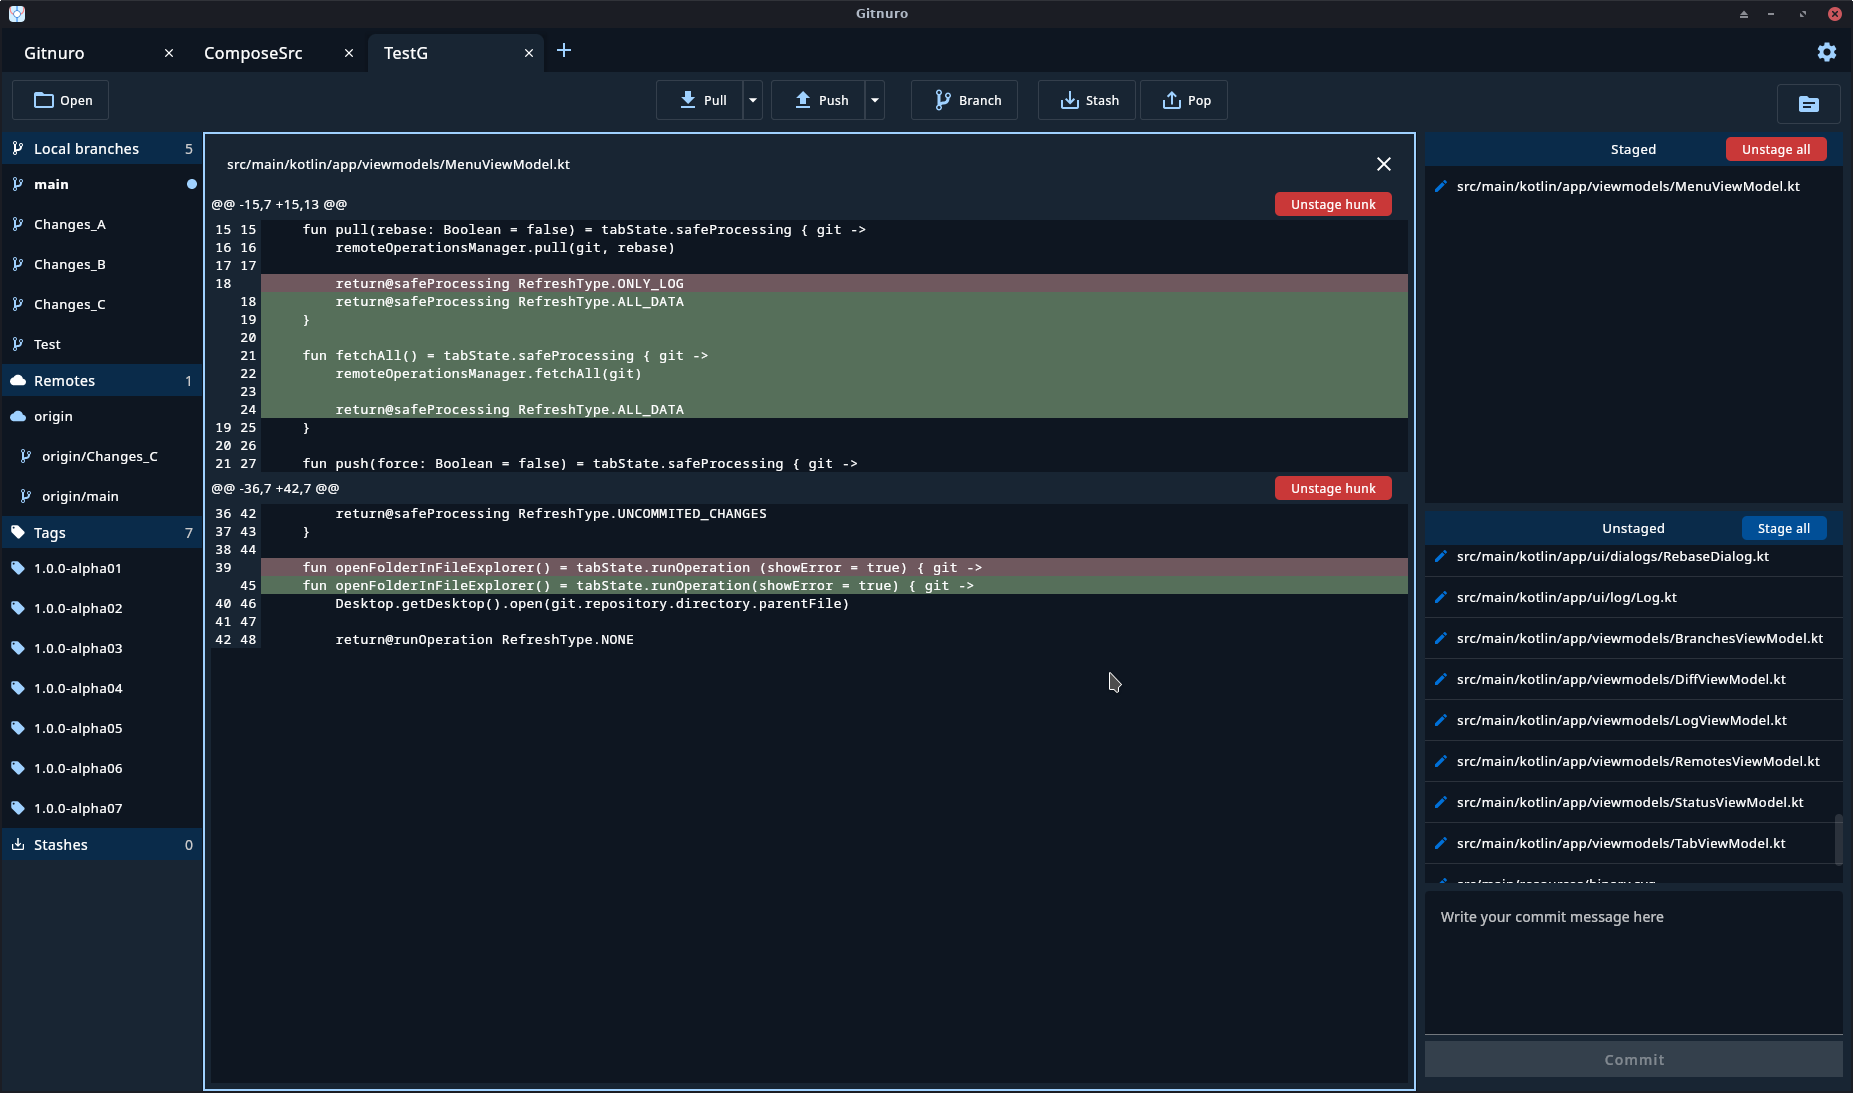 Gitnuro
Gitnuro
ComposeSrc
TestG
Open
Pull
Push
Branch
Stash
Pop
Local branches 5
main
Changes_A
Changes_B
Changes_C
Test
Remotes 1
origin
origin/Changes_C
origin/main
Tags 7
1.0.0-alpha01
1.0.0-alpha02
1.0.0-alpha03
1.0.0-alpha04
1.0.0-alpha05
1.0.0-alpha06
1.0.0-alpha07
Stashes 0
src/main/kotlin/app/viewmodels/MenuViewModel.kt
@@ -15,7 +15,13 @@ Unstage hunk
15 15     fun pull(rebase: Boolean = false) = tabState.safeProcessing { git ->
16 16         remoteOperationsManager.pull(git, rebase)
17 17
18         return@safeProcessing RefreshType.ONLY_LOG
18         return@safeProcessing RefreshType.ALL_DATA
19     }
20
21     fun fetchAll() = tabState.safeProcessing { git ->
22         remoteOperationsManager.fetchAll(git)
23
24         return@safeProcessing RefreshType.ALL_DATA
19 25     }
20 26
21 27     fun push(force: Boolean = false) = tabState.safeProcessing { git ->
@@ -36,7 +42,7 @@ Unstage hunk
36 42         return@safeProcessing RefreshType.UNCOMMITED_CHANGES
37 43     }
38 44
39     fun openFolderInFileExplorer() = tabState.runOperation (showError = true) { git ->
45     fun openFolderInFileExplorer() = tabState.runOperation(showError = true) { git ->
40 46         Desktop.getDesktop().open(git.repository.directory.parentFile)
41 47
42 48         return@runOperation RefreshType.NONE
Staged Unstage all
src/main/kotlin/app/viewmodels/MenuViewModel.kt
Unstaged Stage all
src/main/kotlin/app/ui/dialogs/RebaseDialog.kt
src/main/kotlin/app/ui/log/Log.kt
src/main/kotlin/app/viewmodels/BranchesViewModel.kt
src/main/kotlin/app/viewmodels/DiffViewModel.kt
src/main/kotlin/app/viewmodels/LogViewModel.kt
src/main/kotlin/app/viewmodels/RemotesViewModel.kt
src/main/kotlin/app/viewmodels/StatusViewModel.kt
src/main/kotlin/app/viewmodels/TabViewModel.kt
Write your commit message here
Commit